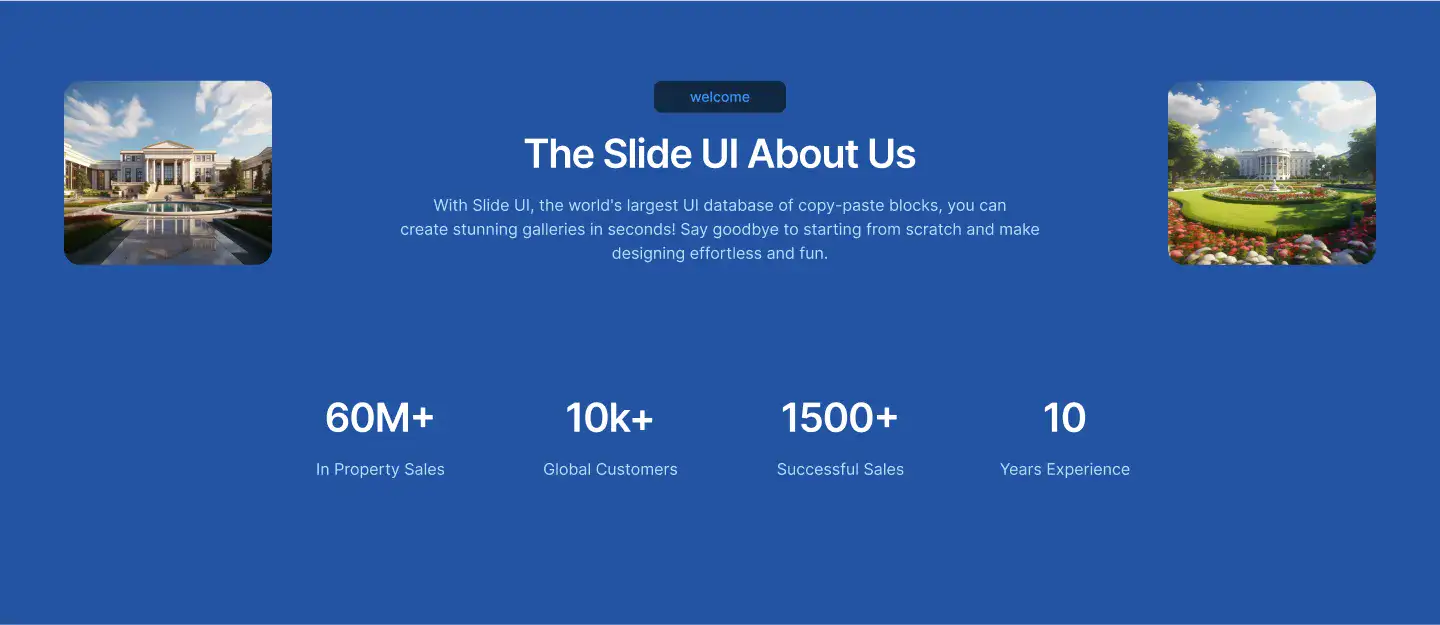 welcome
The Slide UI About Us
With Slide UI, the world's largest UI database of copy-paste blocks, you can
create stunning galleries in seconds! Say goodbye to starting from scratch and make
designing effortless and fun.
60M+
In Property Sales
10k+
Global Customers
1500+
Successful Sales
10
Years Experience